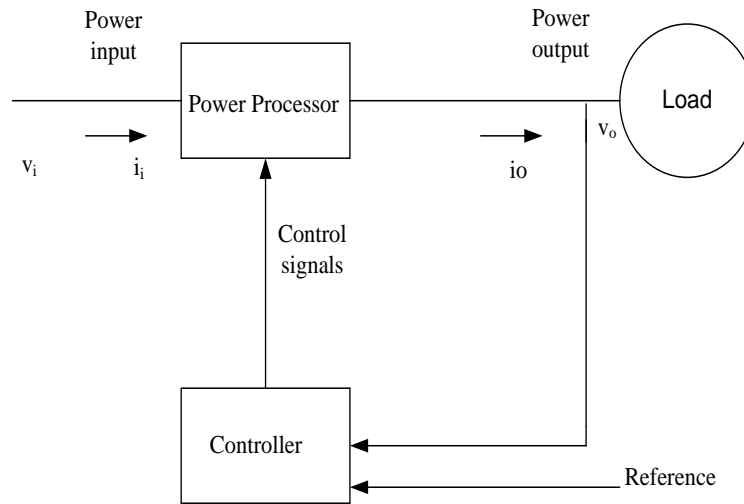 Power
input
Power
output
Power Processor
Load
vᵢ
iᵢ
io
vₒ
Control
signals
Controller
Reference